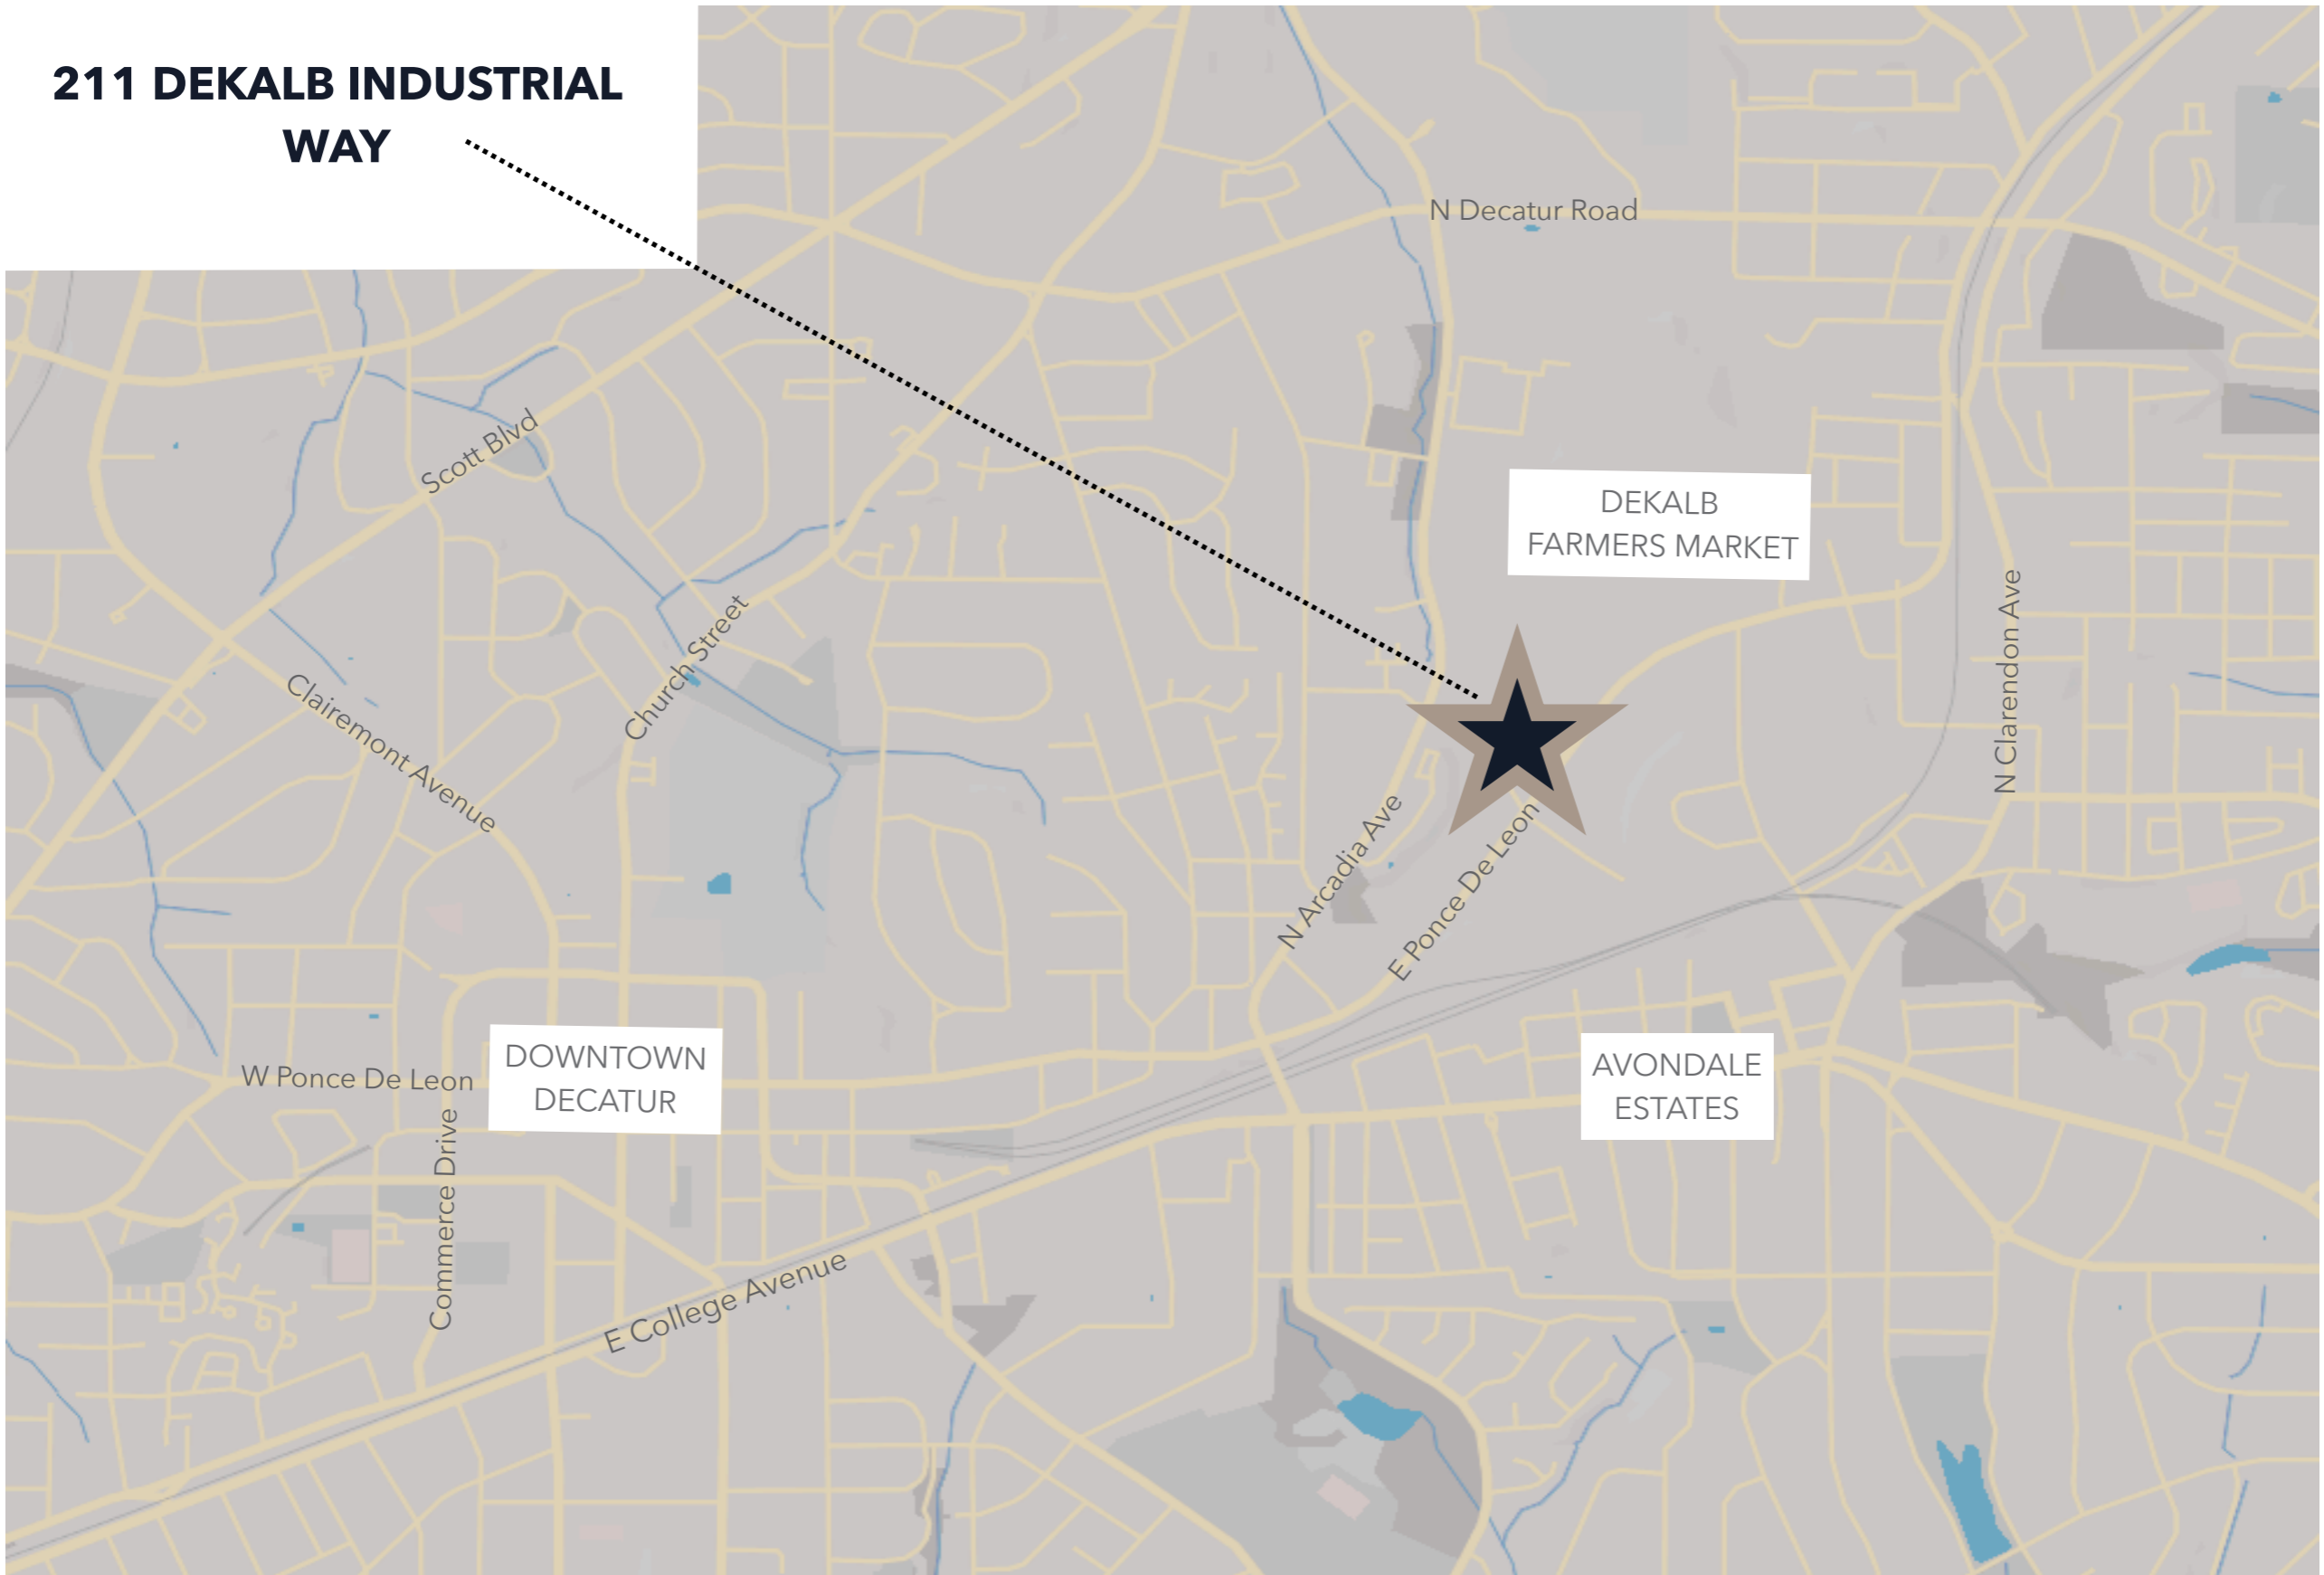 211 DEKALB INDUSTRIAL
WAY
N Decatur Road
Scott Blvd
DEKALB
FARMERS MARKET
Church Street
N Clarendon Ave
Clairemont Avenue
N Arcadia Ave
E Ponce De Leon
W Ponce De Leon
DOWNTOWN
DECATUR
AVONDALE
ESTATES
Commerce Drive
E College Avenue